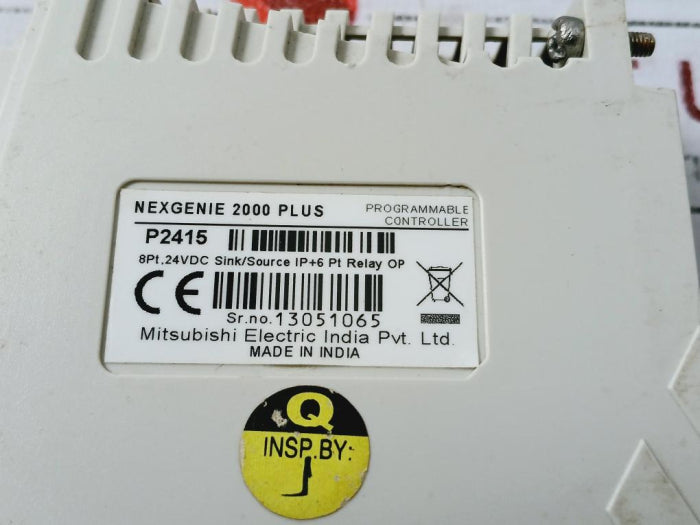 NEXGENIE 2000 PLUS PROGRAMMABLE
CONTROLLER
P2415
8Pt,24VDC Sink/Source IP+6 Pt Relay OP
CE
Sr.no.13051065
Mitsubishi Electric India Pvt. Ltd.
MADE IN INDIA
Q
INSP.BY: